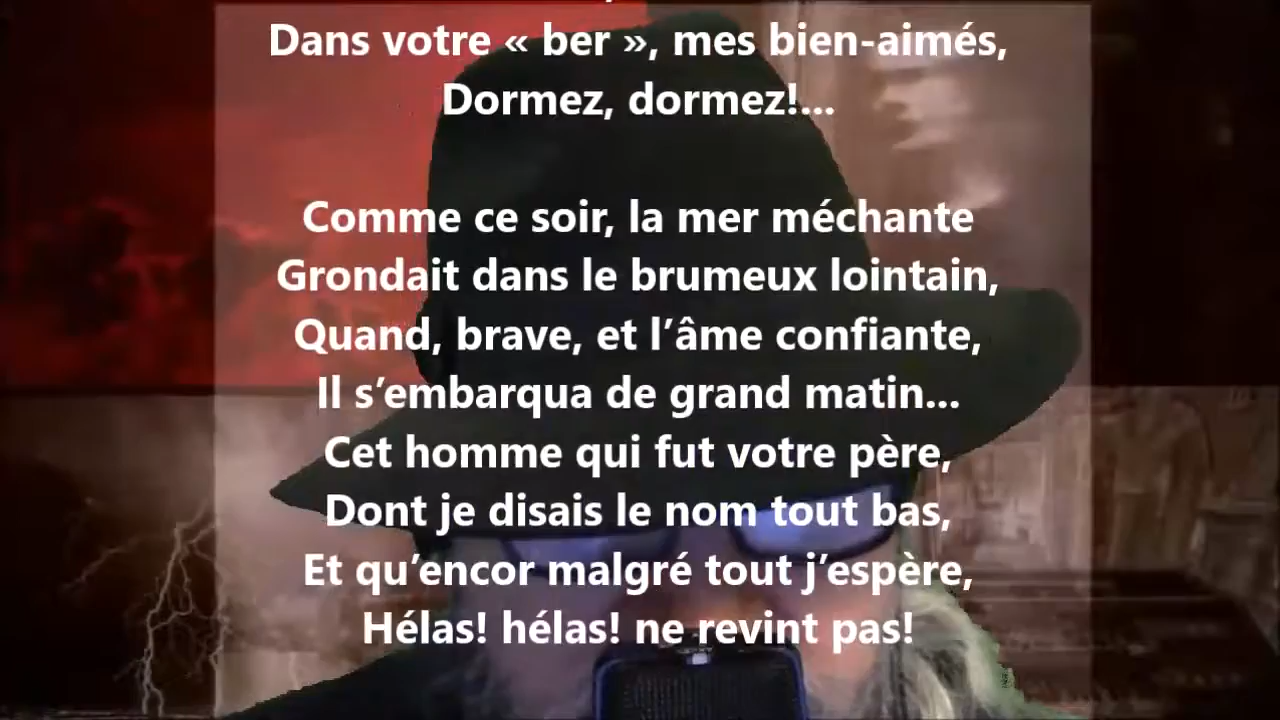 Dans votre « ber », mes bien-aimés,
Dormez, dormez!...
Comme ce soir, la mer méchante
Grondait dans le brumeux lointain,
Quand, brave, et l’âme confiante,
Il s’embarqua de grand matin...
Cet homme qui fut votre père,
Dont je disais le nom tout bas,
Et qu’encor malgré tout j’espère,
Hélas! hélas! ne revint pas!